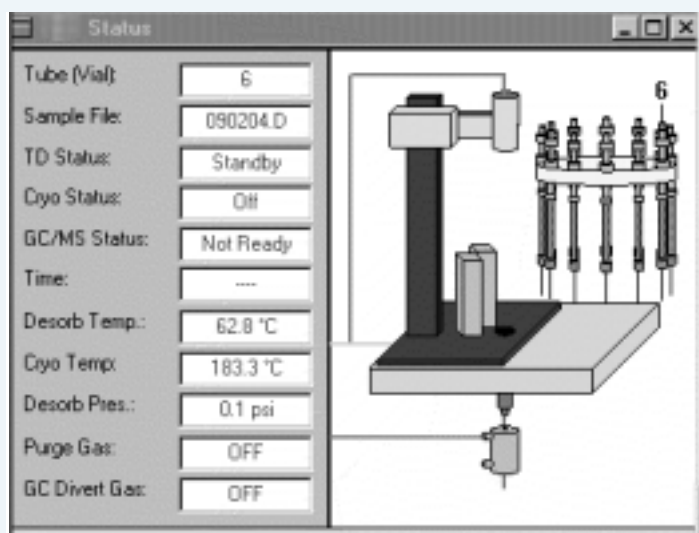 Status
Tube (Vial): 6
Sample File: 090204.D
TD Status: Standby
Cryo Status: Off
GC/MS Status: Not Ready
Time: ----
Desorb Temp.: 62.8 °C
Cryo Temp: 183.3 °C
Desorb Pres.: 0.1 psi
Purge Gas: OFF
GC Divert Gas: OFF
6